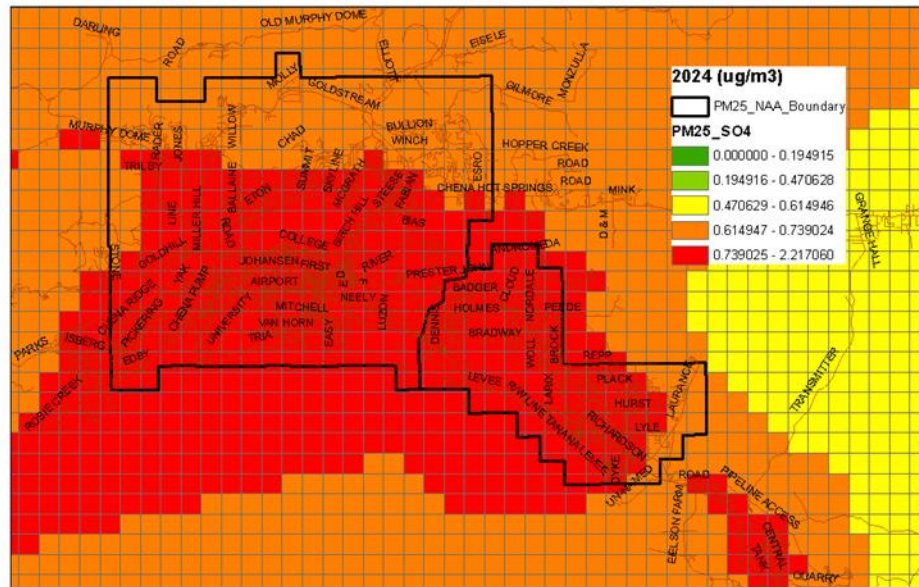 OLD MURPHY DOME
DARLING
ROAD
ELLIOTT
EISELE
MOLLY
GOLDSTREAM
GILMORE
MONZULLA
2024 (ug/m3)
PM25_NAA_Boundary
PM25_SO4
0.000000 - 0.194915
0.194916 - 0.470628
0.470629 - 0.614946
0.614947 - 0.739024
0.739025 - 2.217060
MURPHY DOME
RADER
JONES
WILLOW
CHAD
BULLION
WINCH
HOPPER CREEK
ROAD
ROAD
TRILBY
BALLAINE
ETON
SUMMIT
SKYLINE
MCGRATH
STEESE
FABIAN
ESRO
CHENA HOT SPRINGS
MINK
D & M
GRANGE HALL
LINE
MILLER HILL
ROAD
BIRCH HILL
BIAS
STONE
GOLDHILL
COLLEGE
JOHANSEN
FIRST
RIVER
PRESTER
YAK
AIRPORT
BADGER
CLOUD
NORDALE
CHENA RIDGE
PICKERING
CHENA PUMP
UNIVERSITY
MITCHELL
NEELY
LUZON
HOLMES
PEEDE
VAN HORN
TRIA
EASY
DENNIS
BRADWAY
WOLL
BROCK
PARKS
ISBERG
EDBY
REPP
ROBIE CREEK
LEVEE
LARIX
PLACK
LAURANCE
TRANSMITTER
HURST
TANANA LEVEE
RICHARDSON
LYLE
DYKE
UNNAMED
ROAD
PIPELINE ACCESS
EIELSON FARM
CENTRAL
TANK
QUARRY